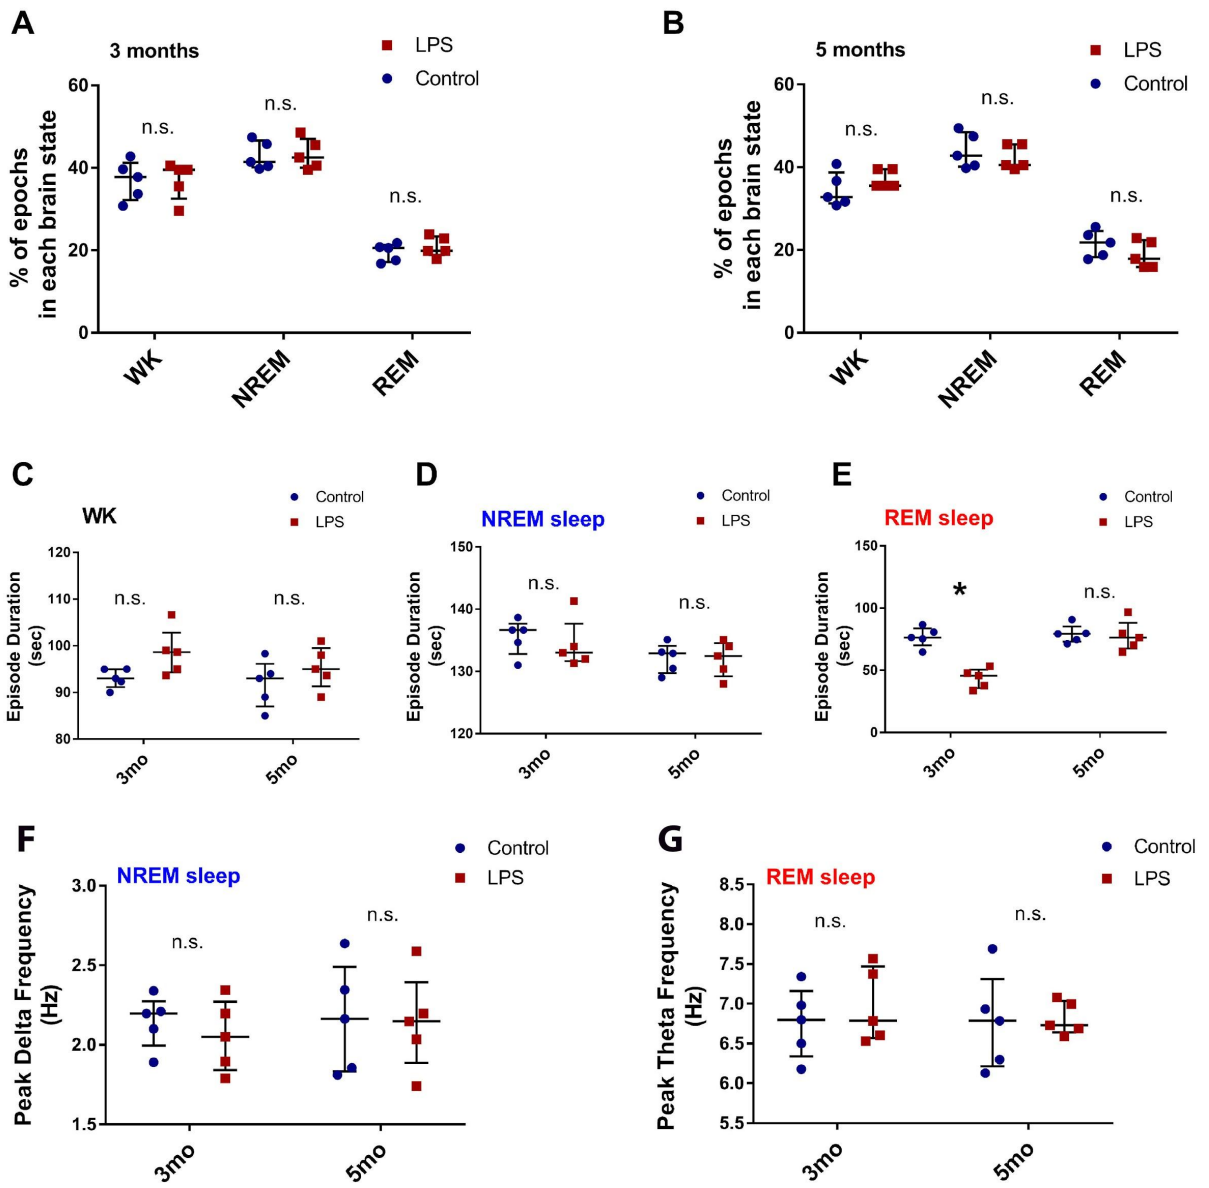 A
3 months
LPS
Control
60
40
20
0
% of epochs
in each brain state
n.s.
n.s.
n.s.
WK
NREM
REM
B
5 months
LPS
Control
60
40
20
0
% of epochs
in each brain state
n.s.
n.s.
n.s.
WK
NREM
REM
C
WK
Control
LPS
120
110
100
90
80
Episode Duration
(sec)
n.s.
n.s.
3mo
5mo
D
NREM sleep
Control
LPS
150
140
130
120
Episode Duration
(sec)
n.s.
n.s.
3mo
5mo
E
REM sleep
Control
LPS
150
100
50
0
Episode Duration
(sec)
*
n.s.
3mo
5mo
F
NREM sleep
Control
LPS
3.0
2.5
2.0
1.5
Peak Delta Frequency
(Hz)
n.s.
n.s.
3mo
5mo
G
REM sleep
Control
LPS
8.5
8.0
7.5
7.0
6.5
6.0
5.5
Peak Theta Frequency
(Hz)
n.s.
n.s.
3mo
5mo